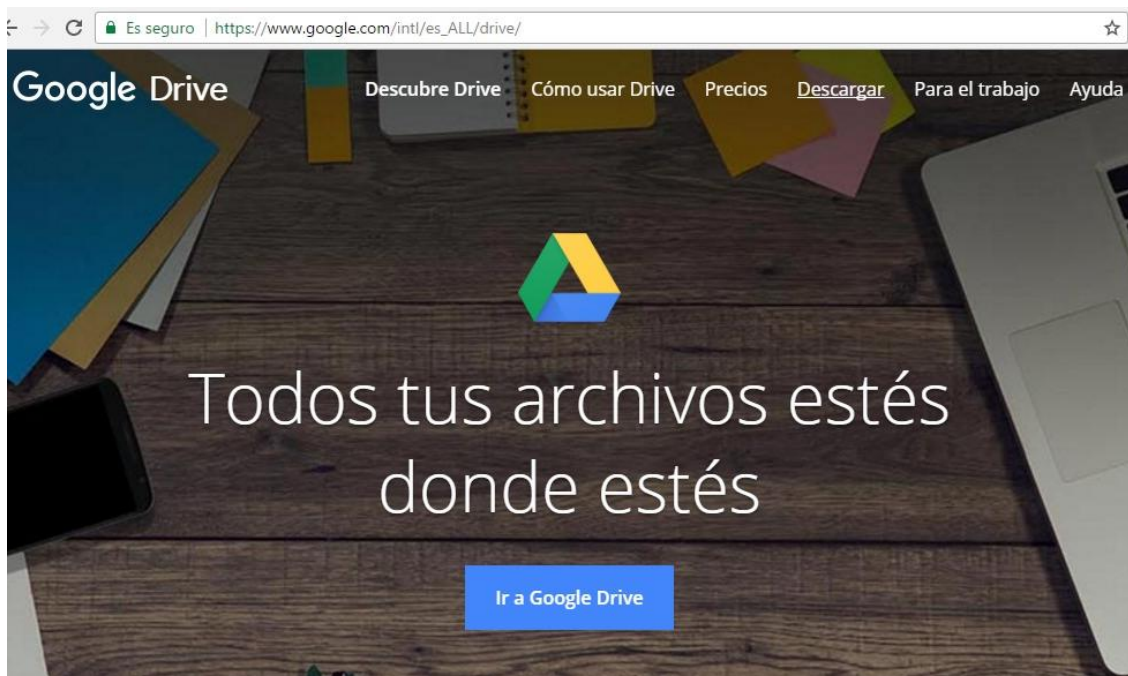 Es seguro | https://www.google.com/intl/es_ALL/drive/
Google Drive Descubre Drive Cómo usar Drive Precios Descargar Para el trabajo Ayuda
Todos tus archivos estés
donde estés
Ir a Google Drive